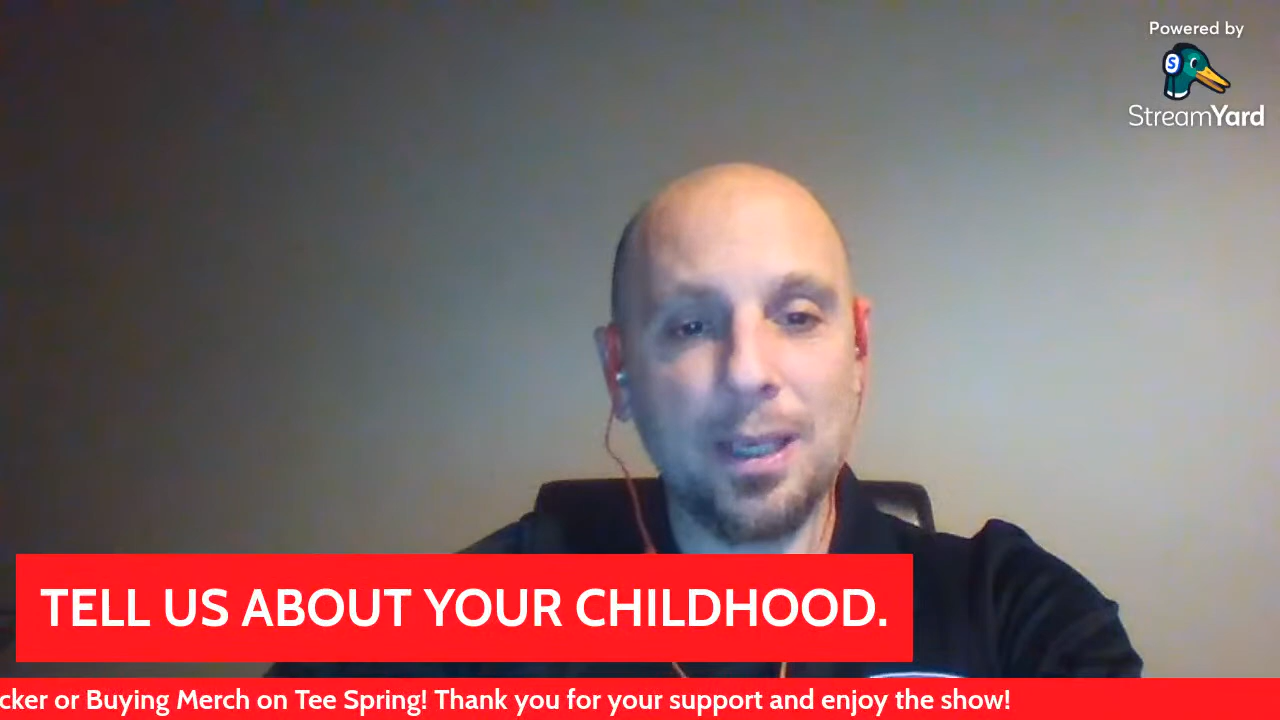 Powered by
S
StreamYard
TELL US ABOUT YOUR CHILDHOOD.
cker or Buying Merch on Tee Spring! Thank you for your support and enjoy the show!